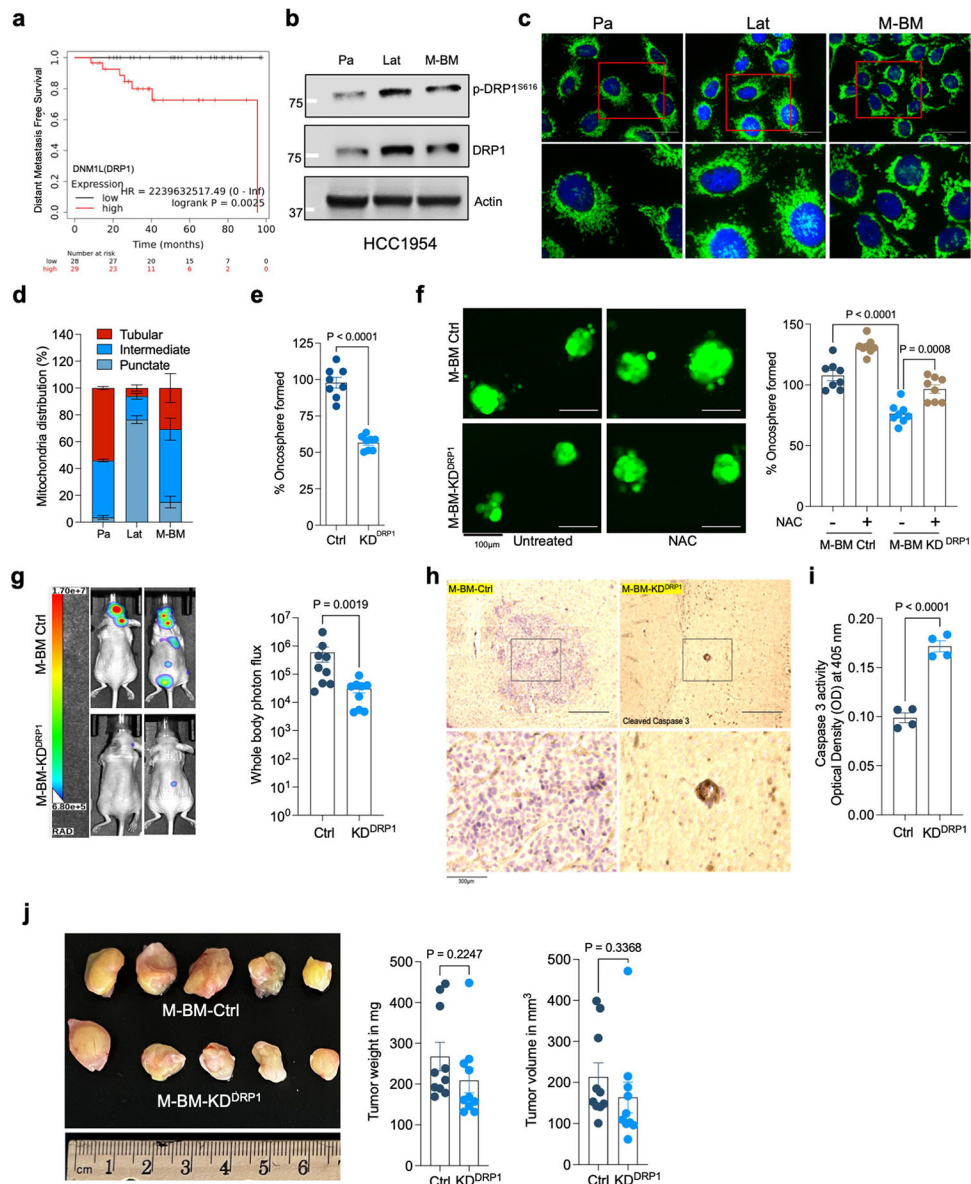 a
Distant Metastasis Free Survival
1.0
0.8
0.6
0.4
0.2
0.0
DNM1L(DRP1)
Expression
low
high
HR = 2239632517.49 (0 - Inf)
logrank P = 0.0025
0 20 40 60 80 100
Time (months)
Number at risk
low 28 27 20 15 7 0
high 29 23 11 6 2 0
b
Pa Lat M-BM
75
p-DRP1S616
75
DRP1
37
Actin
HCC1954
c
Pa Lat M-BM
d
Tubular
Intermediate
Punctate
Mitochondria distribution (%)
140
120
100
80
60
40
20
0
Pa Lat M-BM
e
P < 0.0001
% Oncosphere formed
125
100
75
50
25
0
Ctrl KDDRP1
f
M-BM Ctrl
M-BM-KDDRP1
100μm
Untreated
NAC
P < 0.0001
P = 0.0008
% Oncosphere formed
150
100
50
0
NAC - + - +
M-BM Ctrl M-BM KDDRP1
g
1.70e+7
6.80e+5
RAD
M-BM Ctrl
M-BM-KDDRP1
P = 0.0019
Whole body photon flux
107
106
105
104
103
102
101
100
Ctrl KDDRP1
h
M-BM-Ctrl
M-BM-KDDRP1
Cleaved Caspase 3
300μm
i
P < 0.0001
Caspase 3 activity
Optical Density (OD) at 405 nm
0.20
0.15
0.10
0.05
0.00
Ctrl KDDRP1
j
M-BM-Ctrl
M-BM-KDDRP1
cm 1 2 3 4 5 6
P = 0.2247
Tumor weight in mg
500
400
300
200
100
0
Ctrl KDDRP1
P = 0.3368
Tumor volume in mm3
500
400
300
200
100
0
Ctrl KDDRP1